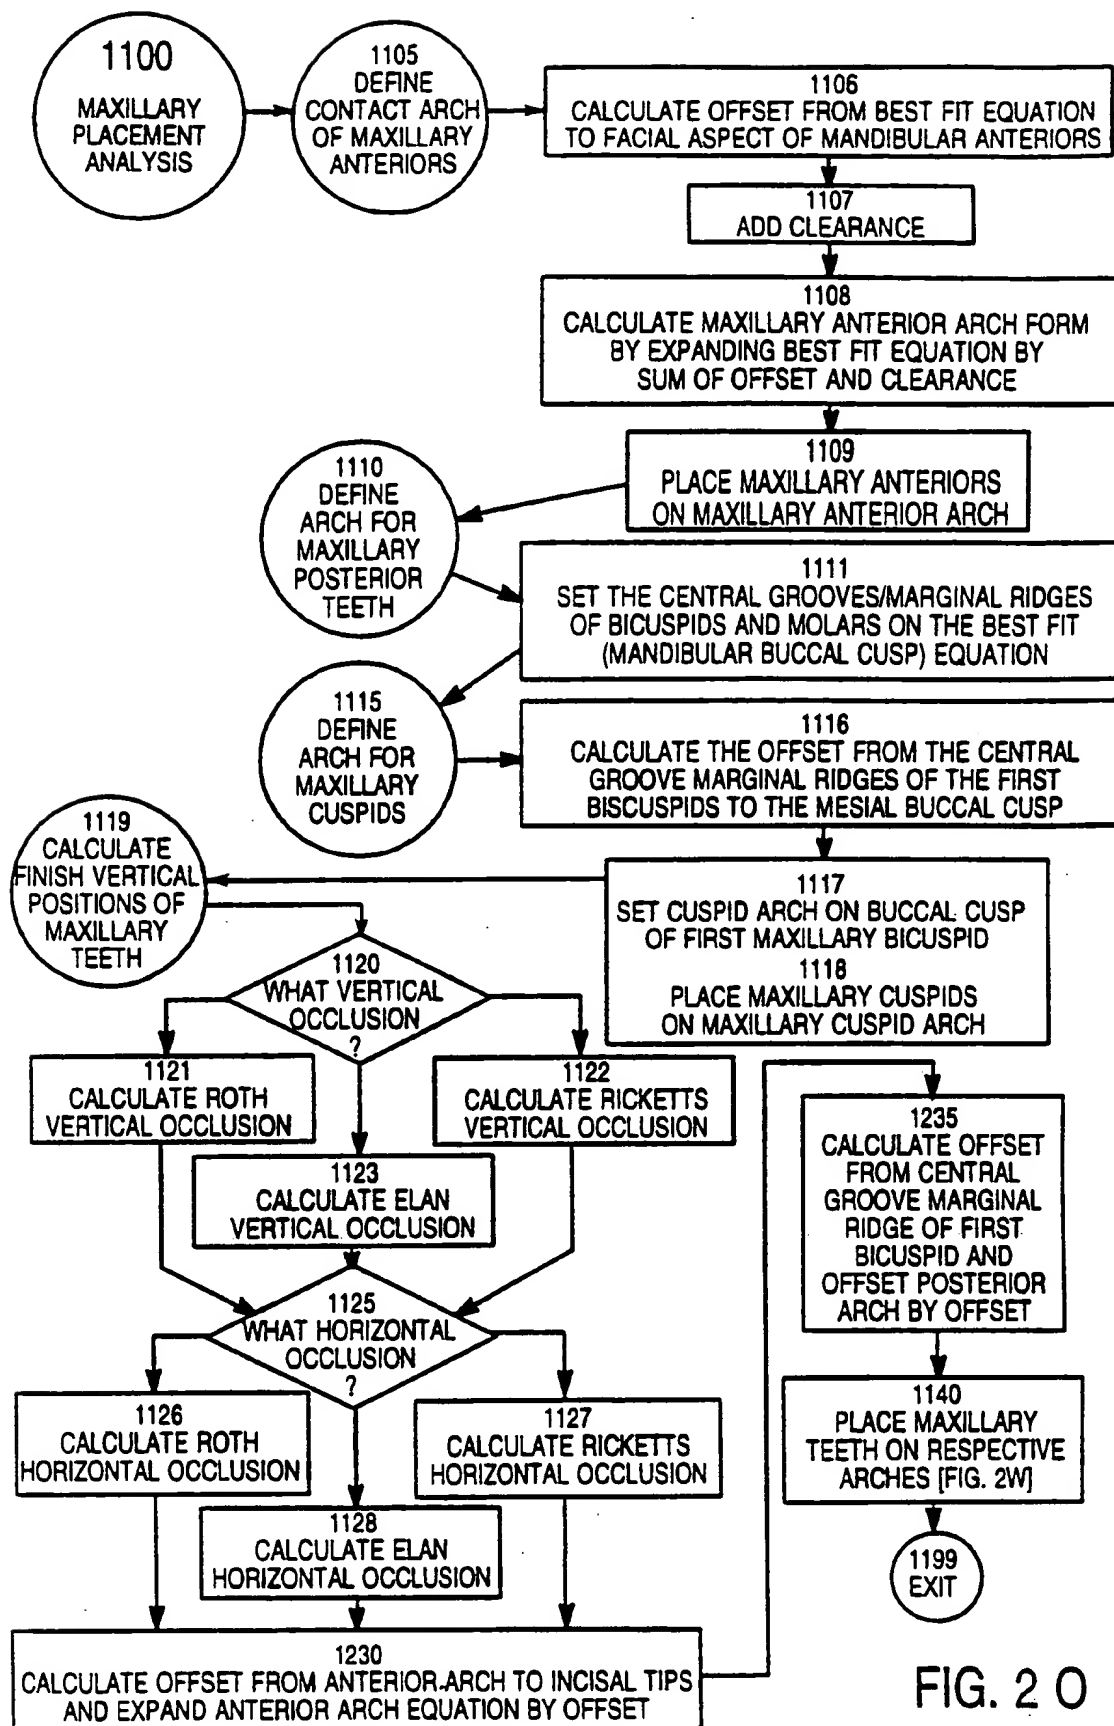 1100
MAXILLARY
PLACEMENT
ANALYSIS
1105
DEFINE
CONTACT ARCH
OF MAXILLARY
ANTERIORS
1106
CALCULATE OFFSET FROM BEST FIT EQUATION
TO FACIAL ASPECT OF MANDIBULAR ANTERIORS
1107
ADD CLEARANCE
1108
CALCULATE MAXILLARY ANTERIOR ARCH FORM
BY EXPANDING BEST FIT EQUATION BY
SUM OF OFFSET AND CLEARANCE
1109
PLACE MAXILLARY ANTERIORS
ON MAXILLARY ANTERIOR ARCH
1110
DEFINE
ARCH FOR
MAXILLARY
POSTERIOR
TEETH
1111
SET THE CENTRAL GROOVES/MARGINAL RIDGES
OF BICUSPIDS AND MOLARS ON THE BEST FIT
(MANDIBULAR BUCCAL CUSP) EQUATION
1115
DEFINE
ARCH FOR
MAXILLARY
CUSPIDS
1116
CALCULATE THE OFFSET FROM THE CENTRAL
GROOVE MARGINAL RIDGES OF THE FIRST
BISCUSPIDS TO THE MESIAL BUCCAL CUSP
1117
SET CUSPID ARCH ON BUCCAL CUSP
OF FIRST MAXILLARY BICUSPID
1118
PLACE MAXILLARY CUSPIDS
ON MAXILLARY CUSPID ARCH
1119
CALCULATE
FINISH VERTICAL
POSITIONS OF
MAXILLARY
TEETH
1120
WHAT VERTICAL
OCCLUSION
?
1121
CALCULATE ROTH
VERTICAL OCCLUSION
1122
CALCULATE RICKETTS
VERTICAL OCCLUSION
1123
CALCULATE ELAN
VERTICAL OCCLUSION
1125
WHAT HORIZONTAL
OCCLUSION
?
1126
CALCULATE ROTH
HORIZONTAL OCCLUSION
1127
CALCULATE RICKETTS
HORIZONTAL OCCLUSION
1128
CALCULATE ELAN
HORIZONTAL OCCLUSION
1230
CALCULATE OFFSET FROM ANTERIOR-ARCH TO INCISAL TIPS
AND EXPAND ANTERIOR ARCH EQUATION BY OFFSET
1235
CALCULATE OFFSET
FROM CENTRAL
GROOVE MARGINAL
RIDGE OF FIRST
BICUSPID AND
OFFSET POSTERIOR
ARCH BY OFFSET
1140
PLACE MAXILLARY
TEETH ON RESPECTIVE
ARCHES [FIG. 2W]
1199
EXIT
FIG. 2 O